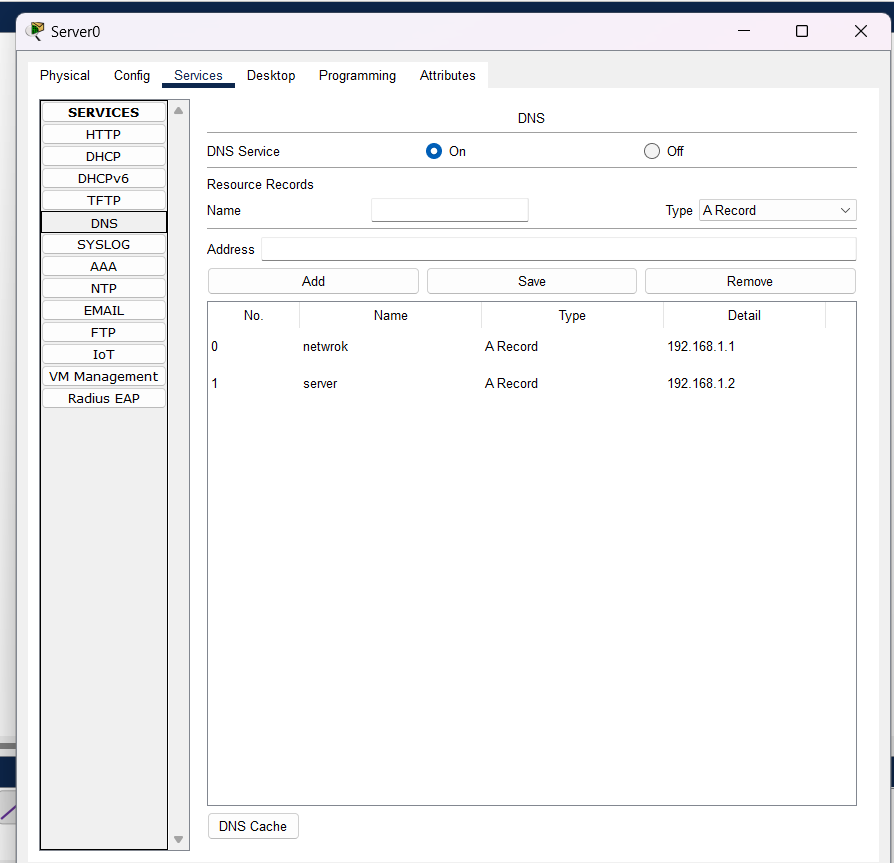 Server0
Physical Config Services Desktop Programming Attributes
SERVICES
HTTP
DHCP
DHCPv6
TFTP
DNS
SYSLOG
AAA
NTP
EMAIL
FTP
IoT
VM Management
Radius EAP
DNS
DNS Service On Off
Resource Records
Name Type A Record
Address
Add Save Remove
No. Name Type Detail
0 netwrok A Record 192.168.1.1
1 server A Record 192.168.1.2
DNS Cache